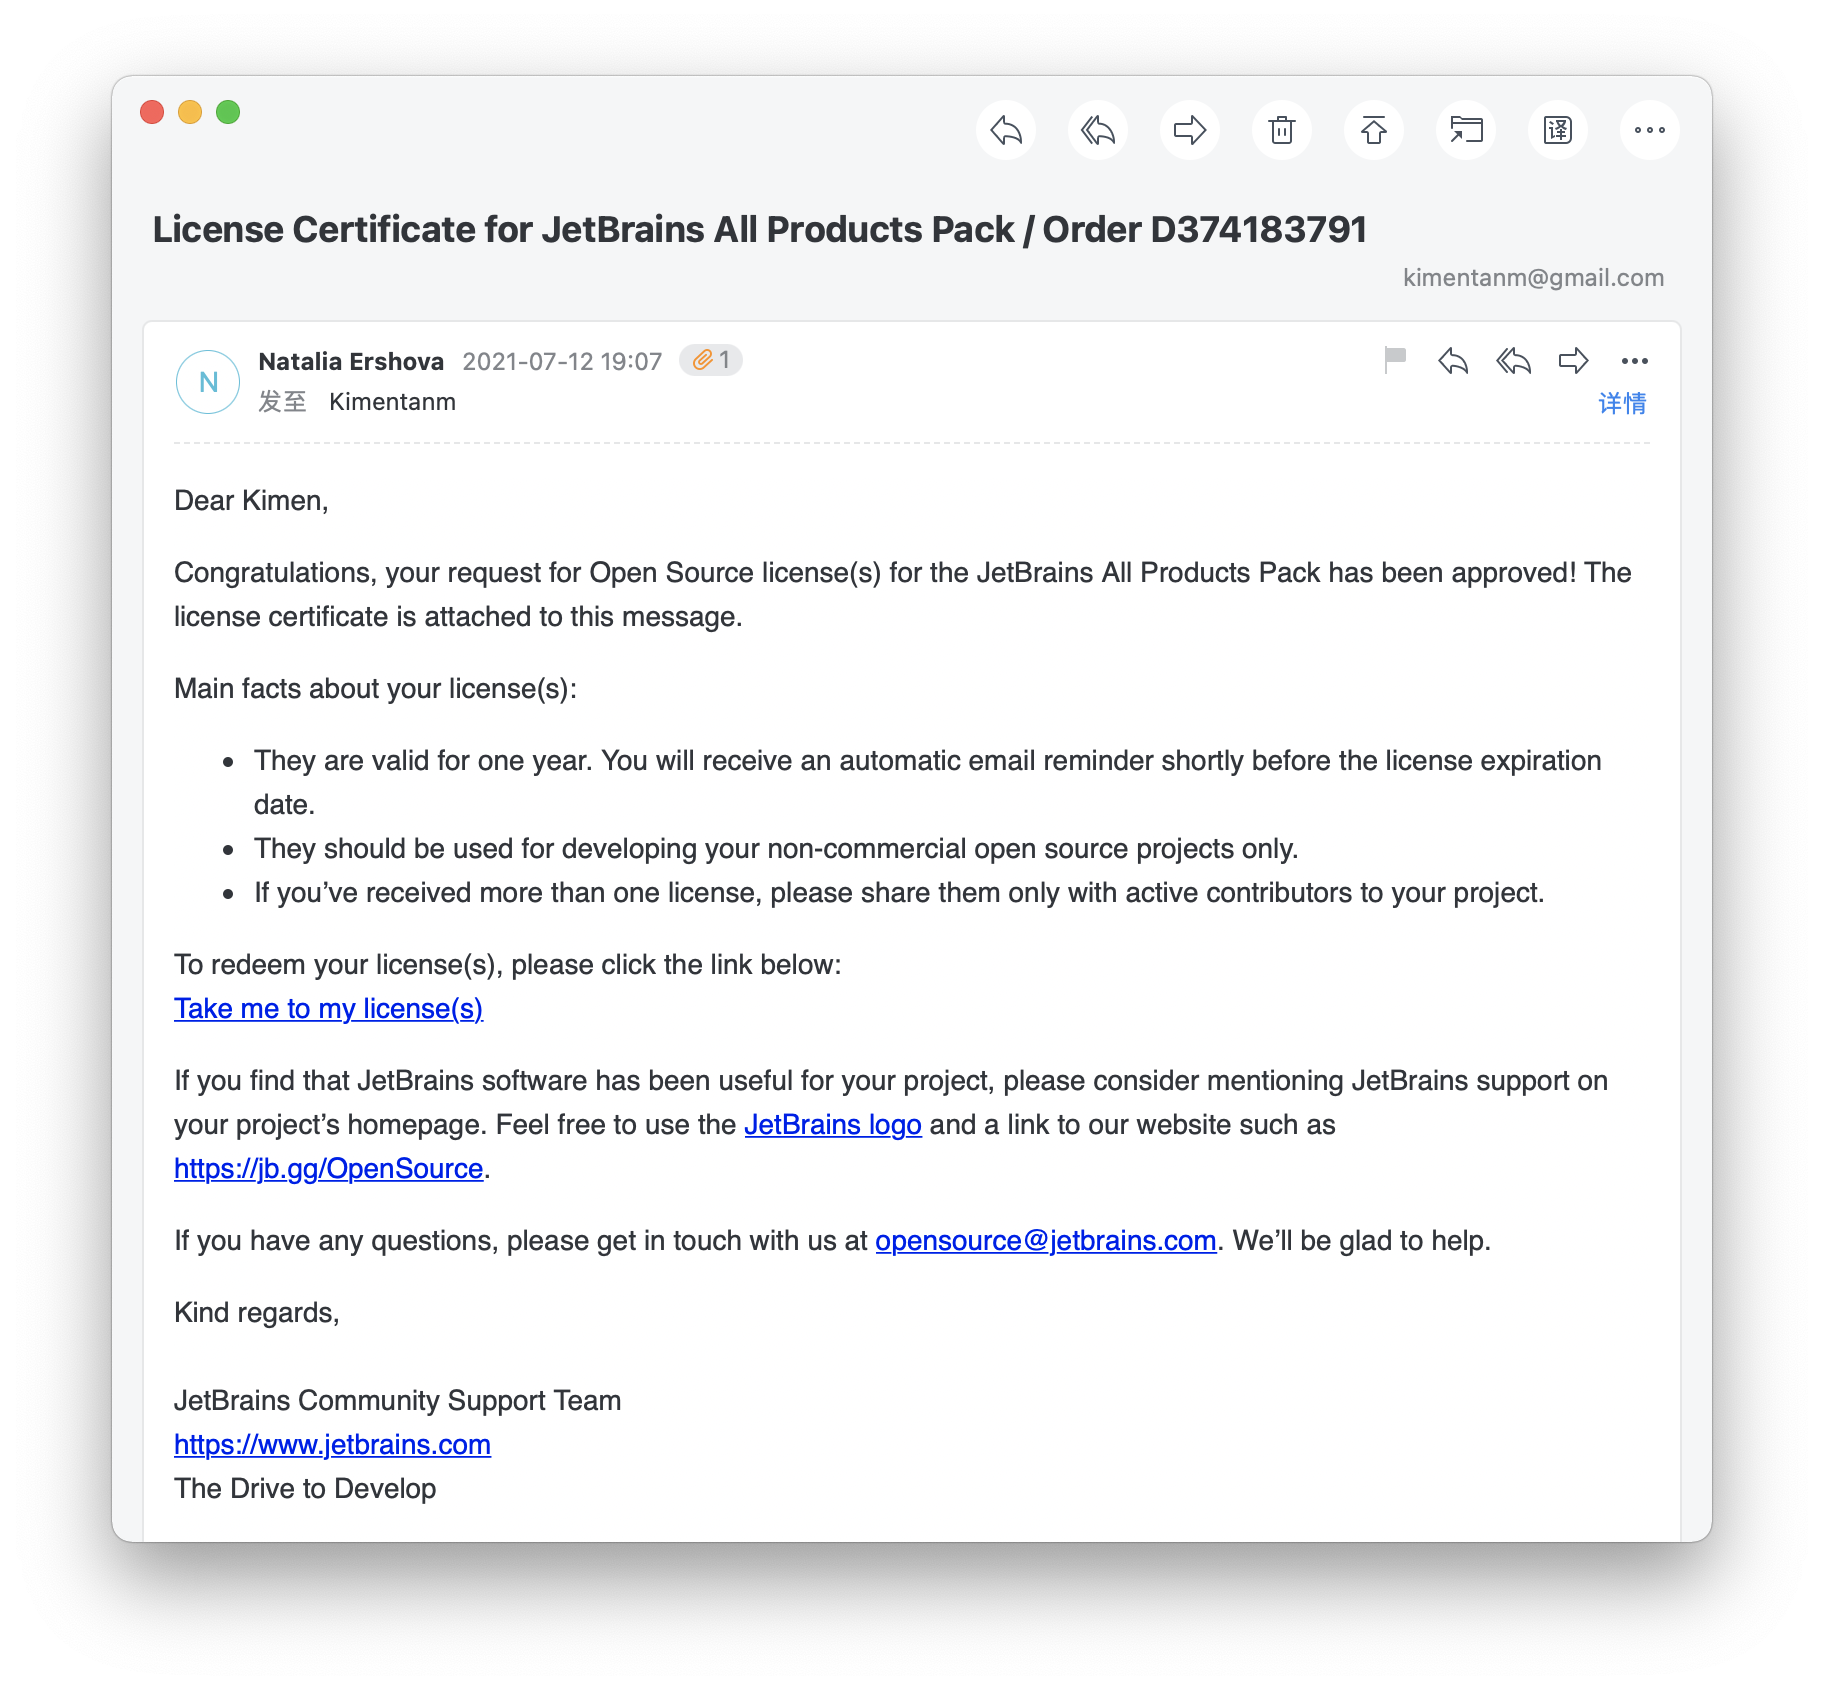 译
License Certificate for JetBrains All Products Pack / Order D374183791
kimentanm@gmail.com
N
Natalia Ershova 2021-07-12 19:07 1
发至 Kimentanm
详情
Dear Kimen,
Congratulations, your request for Open Source license(s) for the JetBrains All Products Pack has been approved! The
license certificate is attached to this message.
Main facts about your license(s):
• They are valid for one year. You will receive an automatic email reminder shortly before the license expiration
date.
• They should be used for developing your non-commercial open source projects only.
• If you’ve received more than one license, please share them only with active contributors to your project.
To redeem your license(s), please click the link below:
Take me to my license(s)
If you find that JetBrains software has been useful for your project, please consider mentioning JetBrains support on
your project’s homepage. Feel free to use the JetBrains logo and a link to our website such as
https://jb.gg/OpenSource.
If you have any questions, please get in touch with us at opensource@jetbrains.com. We’ll be glad to help.
Kind regards,
JetBrains Community Support Team
https://www.jetbrains.com
The Drive to Develop